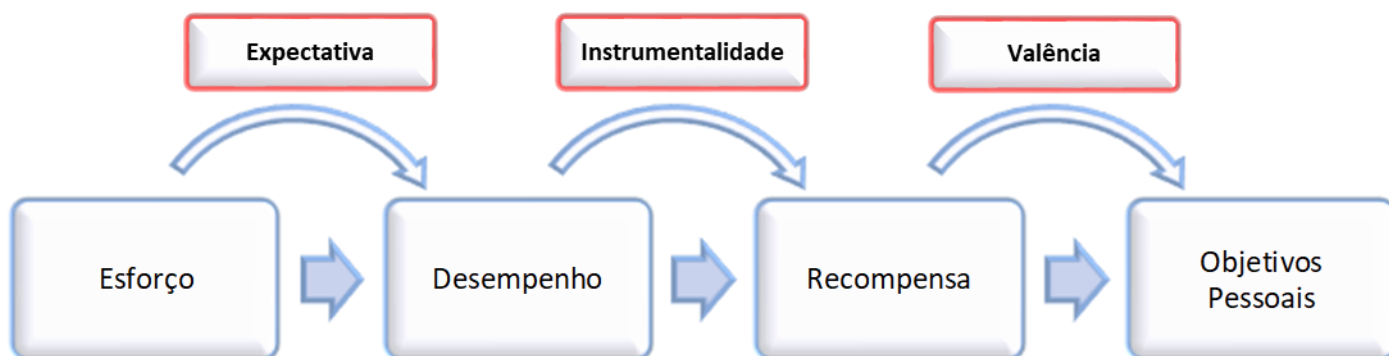 Expectativa
Instrumentalidade
Valência
Esforço
Desempenho
Recompensa
Objetivos
Pessoais